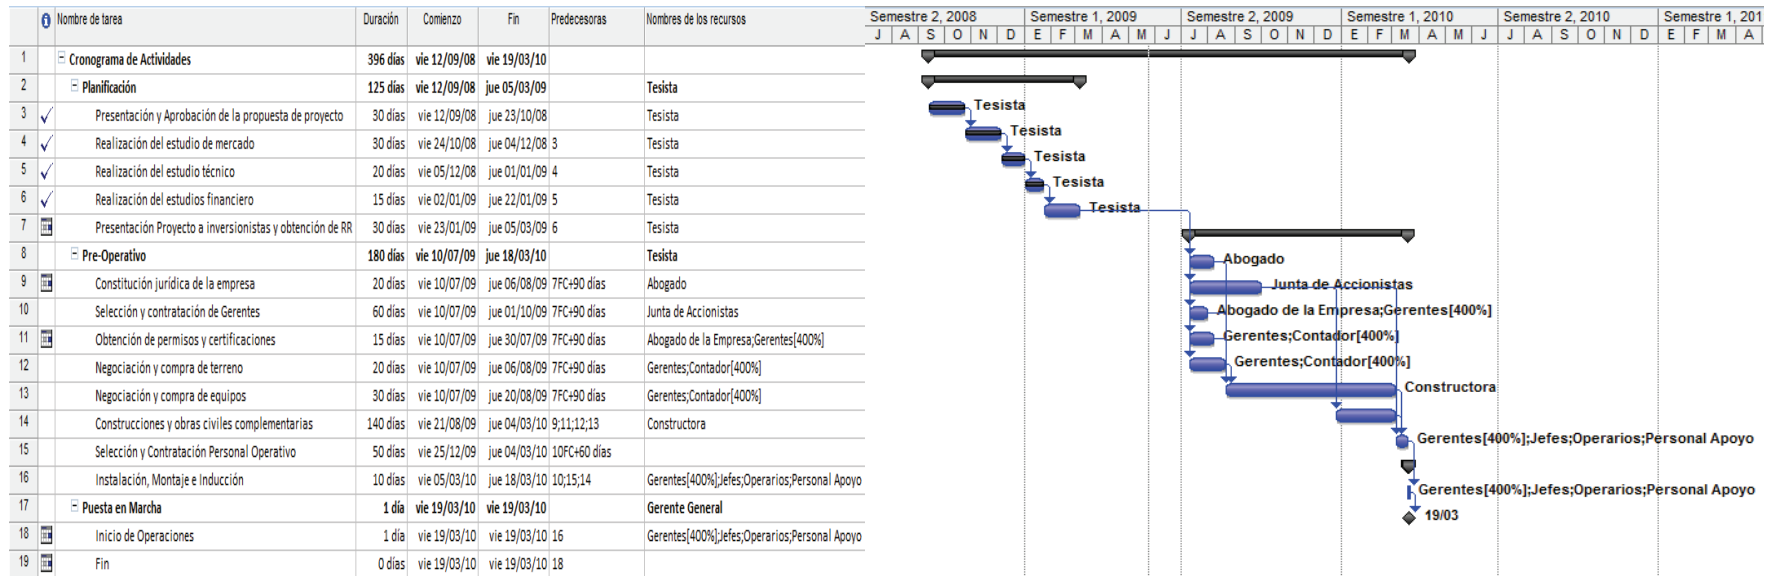 Nombre de tarea Duración Comienzo Fin Predecesoras Nombres de los recursos Semestre 2, 2008 Semestre 1, 2009 Semestre 2, 2009 Semestre 1, 2010 Semestre 2, 2010 Semestre 1, 201
J A S O N D E F M A M J J A S O N D E F M A M J J A S O N D E F M A
1 Cronograma de Actividades 396 días vie 12/09/08 vie 19/03/10
2 Planificación 125 días vie 12/09/08 jue 05/03/09 Tesista
3 Presentación y Aprobación de la propuesta de proyecto 30 días vie 12/09/08 jue 23/10/08 Tesista Tesista
4 Realización del estudio de mercado 30 días vie 24/10/08 jue 04/12/08 3 Tesista Tesista
5 Realización del estudio técnico 20 días vie 05/12/08 jue 01/01/09 4 Tesista Tesista
6 Realización del estudios financiero 15 días vie 02/01/09 jue 22/01/09 5 Tesista Tesista
7 Presentación Proyecto a inversionistas y obtención de RR 30 días vie 23/01/09 jue 05/03/09 6 Tesista Tesista
8 Pre-Operativo 180 días vie 10/07/09 jue 18/03/10 Tesista
9 Constitución jurídica de la empresa 20 días vie 10/07/09 jue 06/08/09 7FC+90 días Abogado Abogado
10 Selección y contratación de Gerentes 60 días vie 10/07/09 jue 01/10/09 7FC+90 días Junta de Accionistas Junta de Accionistas
11 Obtención de permisos y certificaciones 15 días vie 10/07/09 jue 30/07/09 7FC+90 días Abogado de la Empresa;Gerentes[400%] Abogado de la Empresa;Gerentes[400%]
12 Negociación y compra de terreno 20 días vie 10/07/09 jue 06/08/09 7FC+90 días Gerentes;Contador[400%] Gerentes;Contador[400%]
13 Negociación y compra de equipos 30 días vie 10/07/09 jue 20/08/09 7FC+90 días Gerentes;Contador[400%] Gerentes;Contador[400%]
14 Construcciones y obras civiles complementarias 140 días vie 21/08/09 jue 04/03/10 9;11;12;13 Constructora Constructora
15 Selección y Contratación Personal Operativo 50 días vie 25/12/09 jue 04/03/10 10FC+60 días
16 Instalación, Montaje e Inducción 10 días vie 05/03/10 jue 18/03/10 10;15;14 Gerentes[400%];Jefes;Operarios;Personal Apoyo Gerentes[400%];Jefes;Operarios;Personal Apoyo
17 Puesta en Marcha 1 día vie 19/03/10 vie 19/03/10 Gerente General
18 Inicio de Operaciones 1 día vie 19/03/10 vie 19/03/10 16 Gerentes[400%];Jefes;Operarios;Personal Apoyo Gerentes[400%];Jefes;Operarios;Personal Apoyo
19 Fin 0 días vie 19/03/10 vie 19/03/10 18 19/03